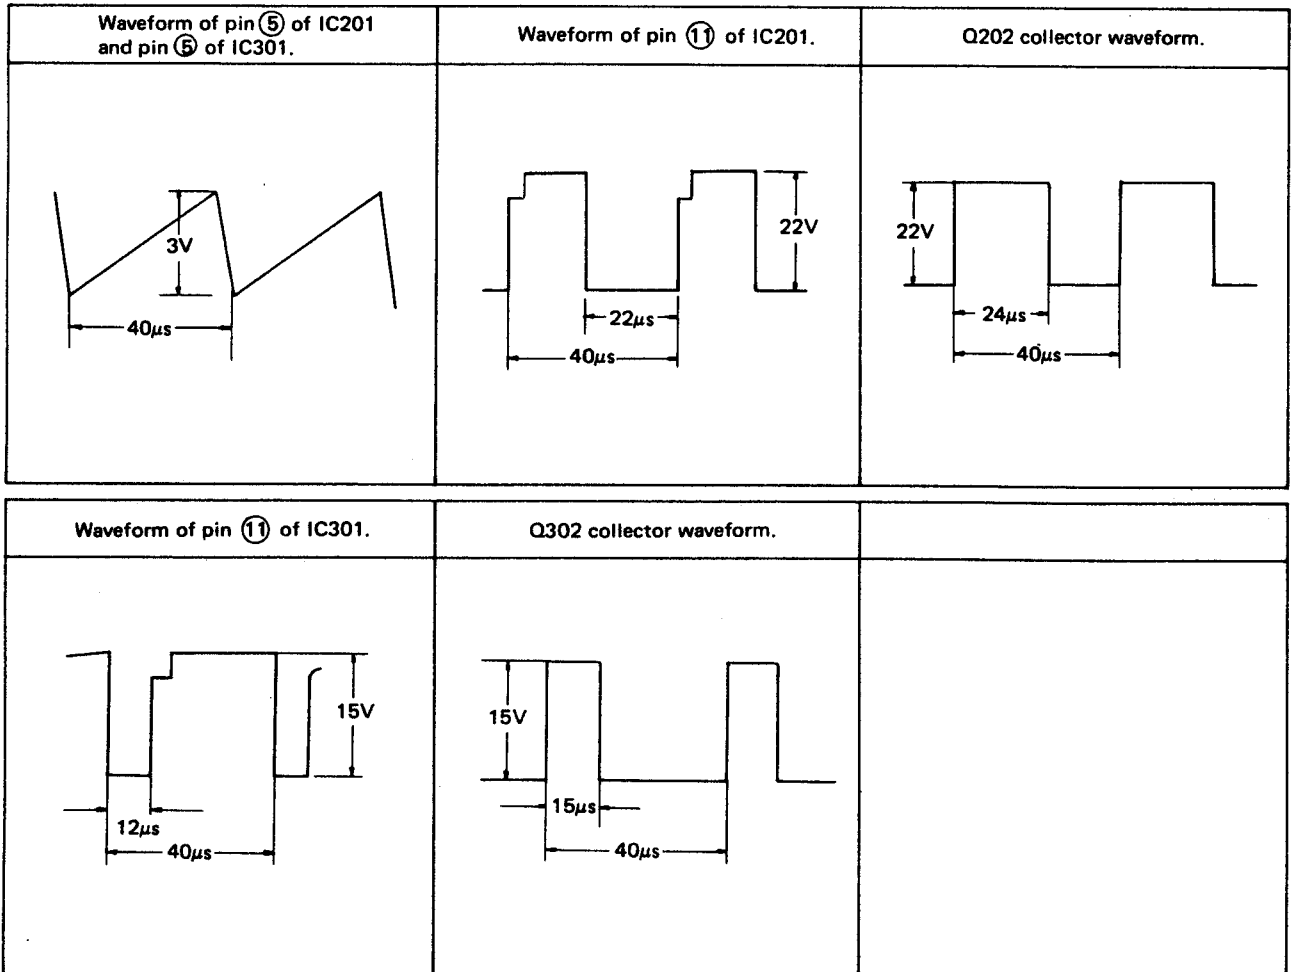 Waveform of pin ⑤ of IC201
and pin ⑤ of IC301.
Waveform of pin ⑪ of IC201.
Q202 collector waveform.
3V
40μs
22V
22μs
40μs
22V
24μs
40μs
Waveform of pin ⑪ of IC301.
Q302 collector waveform.
15V
12μs
40μs
15V
15μs
40μs